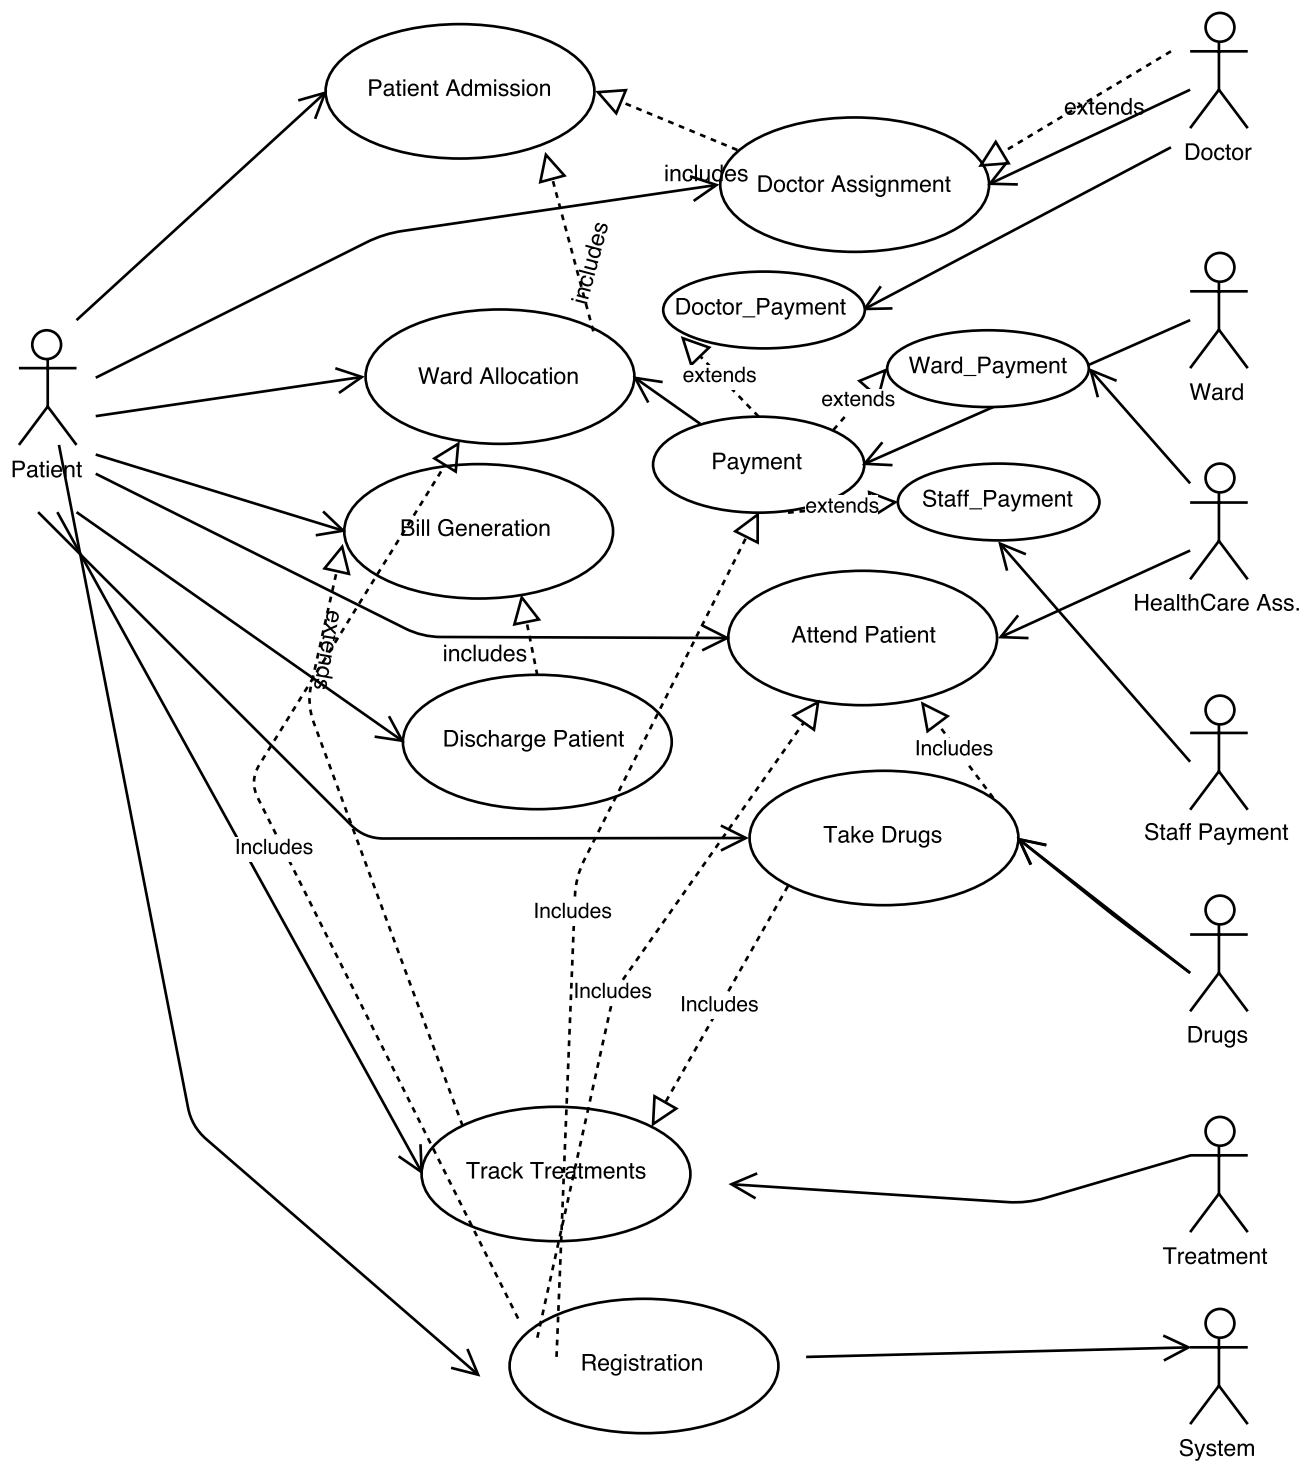 Patient Admission
extends
Doctor
includes
Doctor Assignment
includes
Doctor_Payment
Ward_Payment
Ward
Ward Allocation
extends
extends
Patient
Payment
Staff_Payment
extends
Bill Generation
HealthCare Ass.
extends
includes
Attend Patient
Discharge Patient
Includes
Staff Payment
Take Drugs
Includes
Includes
Includes
Includes
Drugs
Track Treatments
Treatment
Registration
System